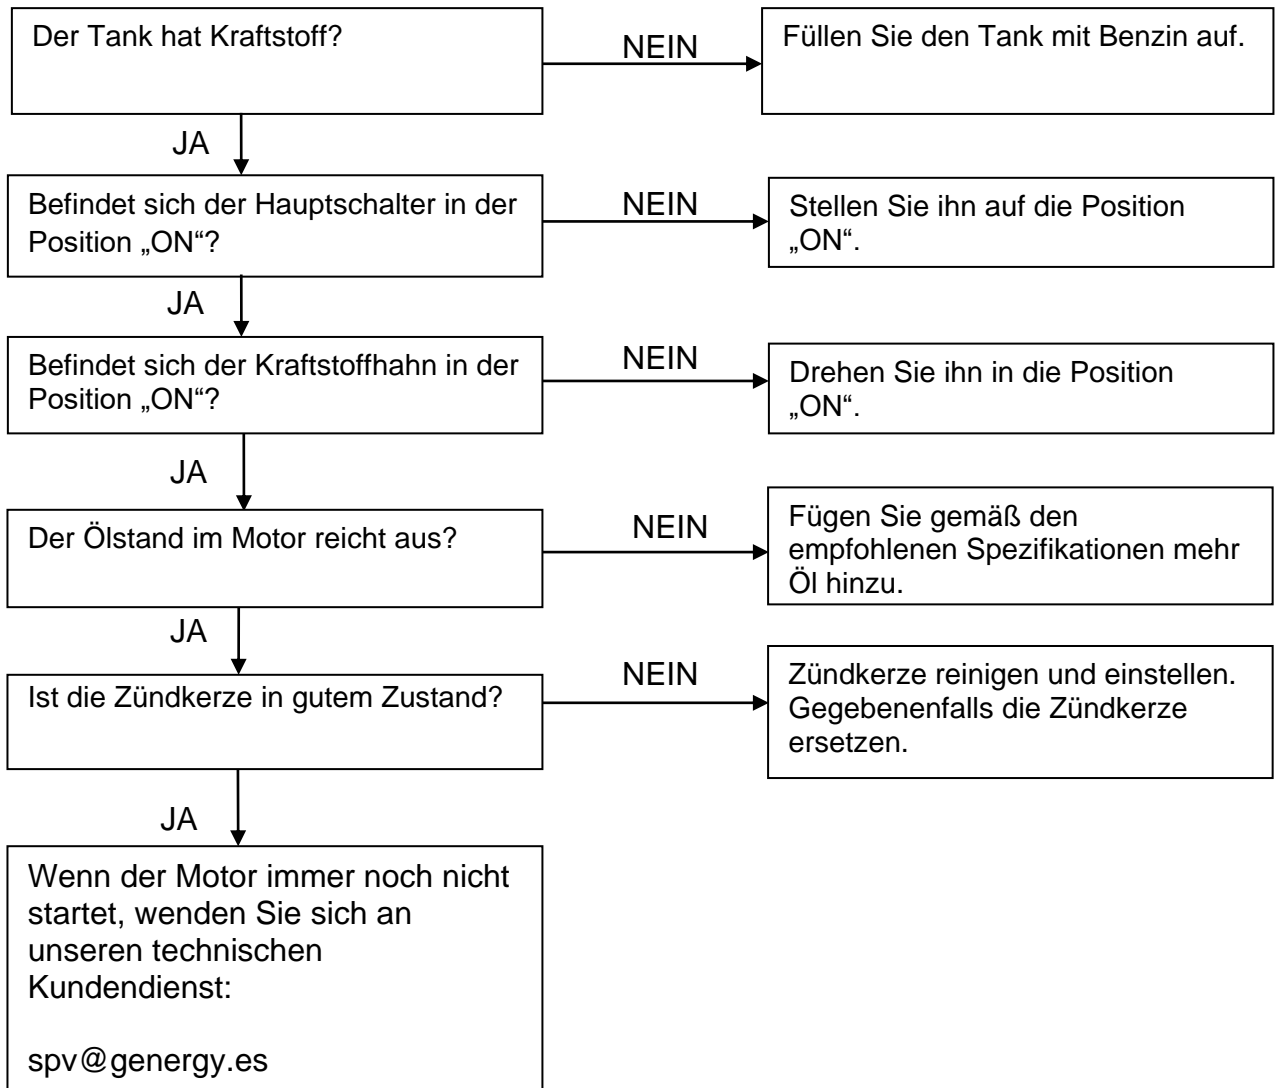 Der Tank hat Kraftstoff?
NEIN
Füllen Sie den Tank mit Benzin auf.
JA
Befindet sich der Hauptschalter in der
Position „ON“?
NEIN
Stellen Sie ihn auf die Position
„ON“.
JA
Befindet sich der Kraftstoffhahn in der
Position „ON“?
NEIN
Drehen Sie ihn in die Position
„ON“.
JA
Der Ölstand im Motor reicht aus?
NEIN
Fügen Sie gemäß den
empfohlenen Spezifikationen mehr
Öl hinzu.
JA
Ist die Zündkerze in gutem Zustand?
NEIN
Zündkerze reinigen und einstellen.
Gegebenenfalls die Zündkerze
ersetzen.
JA
Wenn der Motor immer noch nicht
startet, wenden Sie sich an
unseren technischen
Kundendienst:
spv@genergy.es